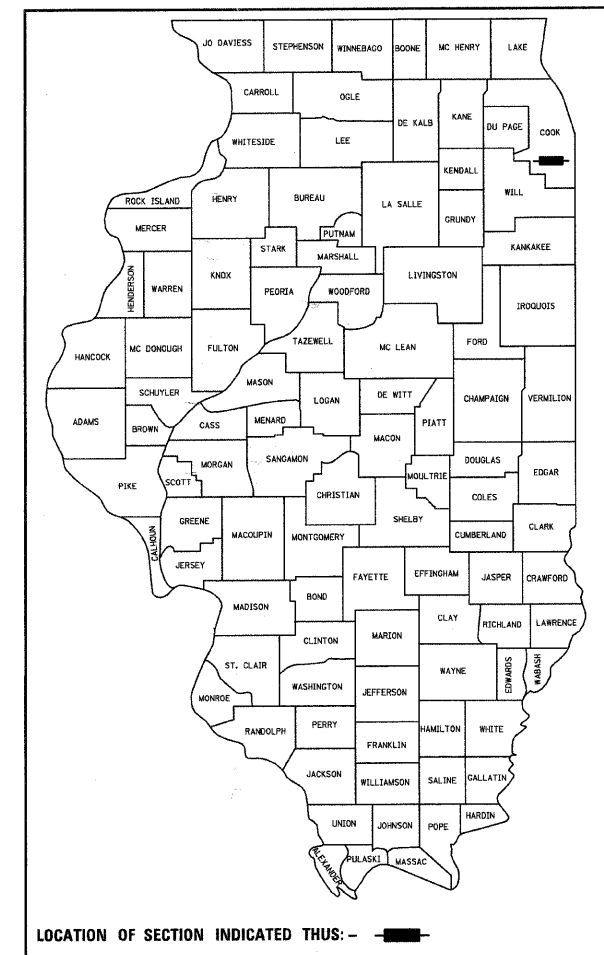 JO DAVIESS
STEPHENSON
WINNEBAGO
BOONE
MC HENRY
LAKE
CARROLL
OGLE
DE KALB
KANE
DU PAGE
COOK
WHITESIDE
LEE
KENDALL
WILL
ROCK ISLAND
HENRY
BUREAU
LA SALLE
GRUNDY
MERCER
PUTNAM
STARK
MARSHALL
KANKAKEE
HENDERSON
WARREN
KNOX
PEORIA
WOODFORD
LIVINGSTON
IROQUOIS
HANCOCK
MC DONOUGH
FULTON
TAZEWELL
MC LEAN
FORD
SCHUYLER
MASON
LOGAN
DE WITT
CHAMPAIGN
VERMILION
ADAMS
BROWN
CASS
MENARD
MACON
PIATT
PIKE
SCOTT
MORGAN
SANGAMON
CHRISTIAN
MOULTRIE
DOUGLAS
EDGAR
COLES
CALHOUN
GREENE
MACOUPIN
MONTGOMERY
SHELBY
CUMBERLAND
CLARK
JERSEY
FAYETTE
EFFINGHAM
JASPER
CRAWFORD
MADISON
BOND
CLAY
RICHLAND
LAWRENCE
ST. CLAIR
CLINTON
MARION
WAYNE
EDWARDS
WABASH
MONROE
WASHINGTON
JEFFERSON
RANDOLPH
PERRY
HAMILTON
WHITE
FRANKLIN
JACKSON
WILLIAMSON
SALINE
GALLATIN
UNION
JOHNSON
POPE
HARDIN
ALEXANDER
PULASKI
MASSAC
LOCATION OF SECTION INDICATED THUS: -